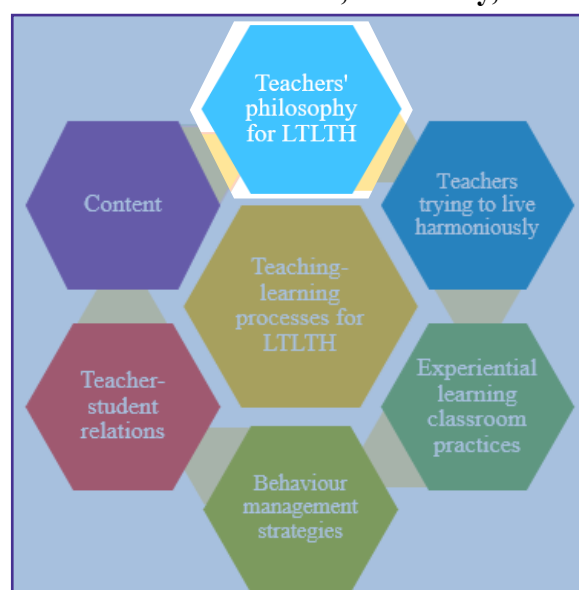 Teachers'
philosophy
for LTLTH
Teachers
trying to live
harmoniously
Content
Teaching-
learning
processes for
LTLTH
Experiential
learning
classroom
practices
Teacher-
student
relations
Behaviour
management
strategies